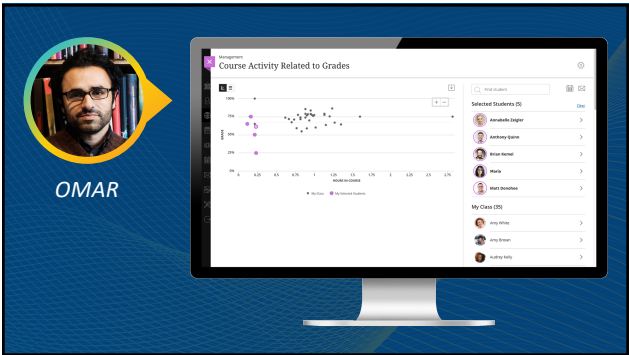 OMAR
Management
Course Activity Related to Grades
100%
75%
50%
25%
0%
GRADE
0 0.25 0.5 0.75 1 1.25 1.5 1.75 2 2.25 2.5 2.75
HOURS IN COURSE
My Class My Selected Students
Find student
Selected Students (5)
Clear
Annabelle Zeigler
Anthony Quinn
Brian Kemel
Maria
Matt Donohoe
My Class (35)
Amy White
Amy Brown
Audrey Kelly